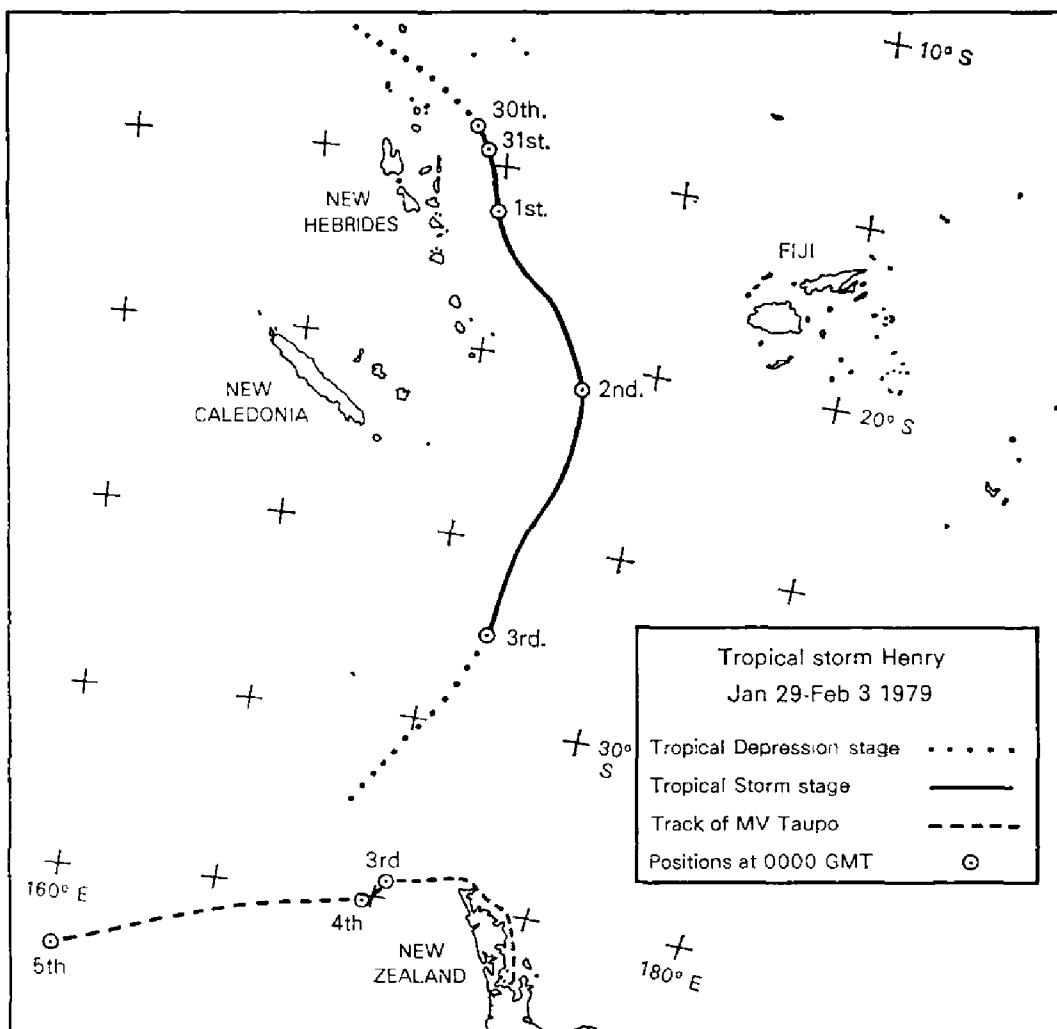 10° S
30th.
31st.
1st.
NEW
HEBRIDES
FIJI
NEW
CALEDONIA
2nd.
20° S
3rd.
30°
S
Tropical storm Henry
Jan 29-Feb 3 1979
Tropical Depression stage
Tropical Storm stage
Track of MV Taupo
Positions at 0000 GMT
160° E
3rd
4th
5th
NEW
ZEALAND
180° E